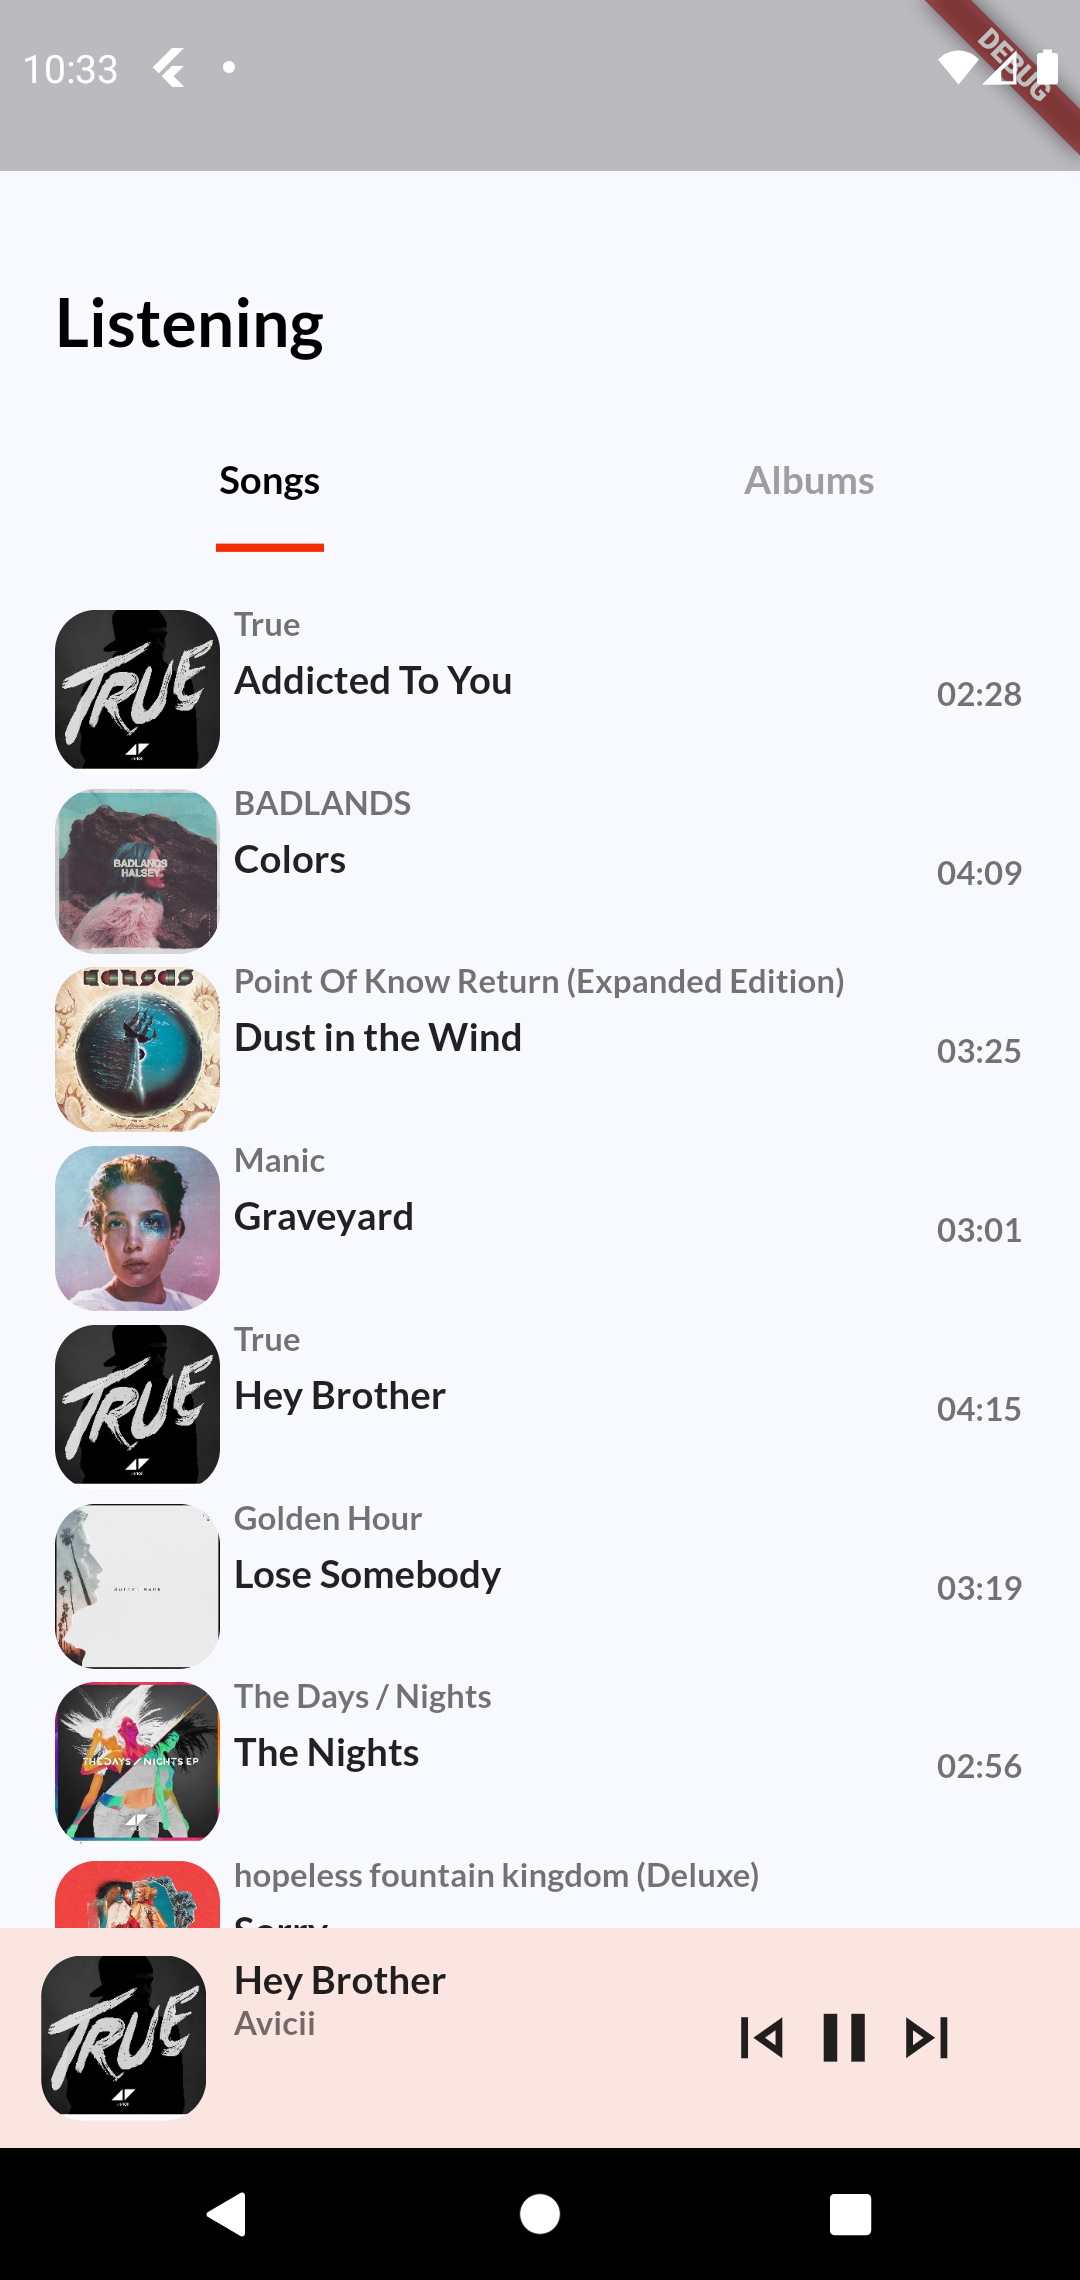 10:33
DEBUG
Listening
Songs
Albums
True
TRUE
Addicted To You
02:28
BADLANDS
BADLANDS
HALSEY
Colors
04:09
Point Of Know Return (Expanded Edition)
KANSAS
Dust in the Wind
03:25
Manic
Graveyard
03:01
True
TRUE
Hey Brother
04:15
Golden Hour
Lose Somebody
03:19
The Days / Nights
The Nights
THE DAYS / NIGHTS EP
02:56
hopeless fountain kingdom (Deluxe)
Sorry
Hey Brother
TRUE
Avicii